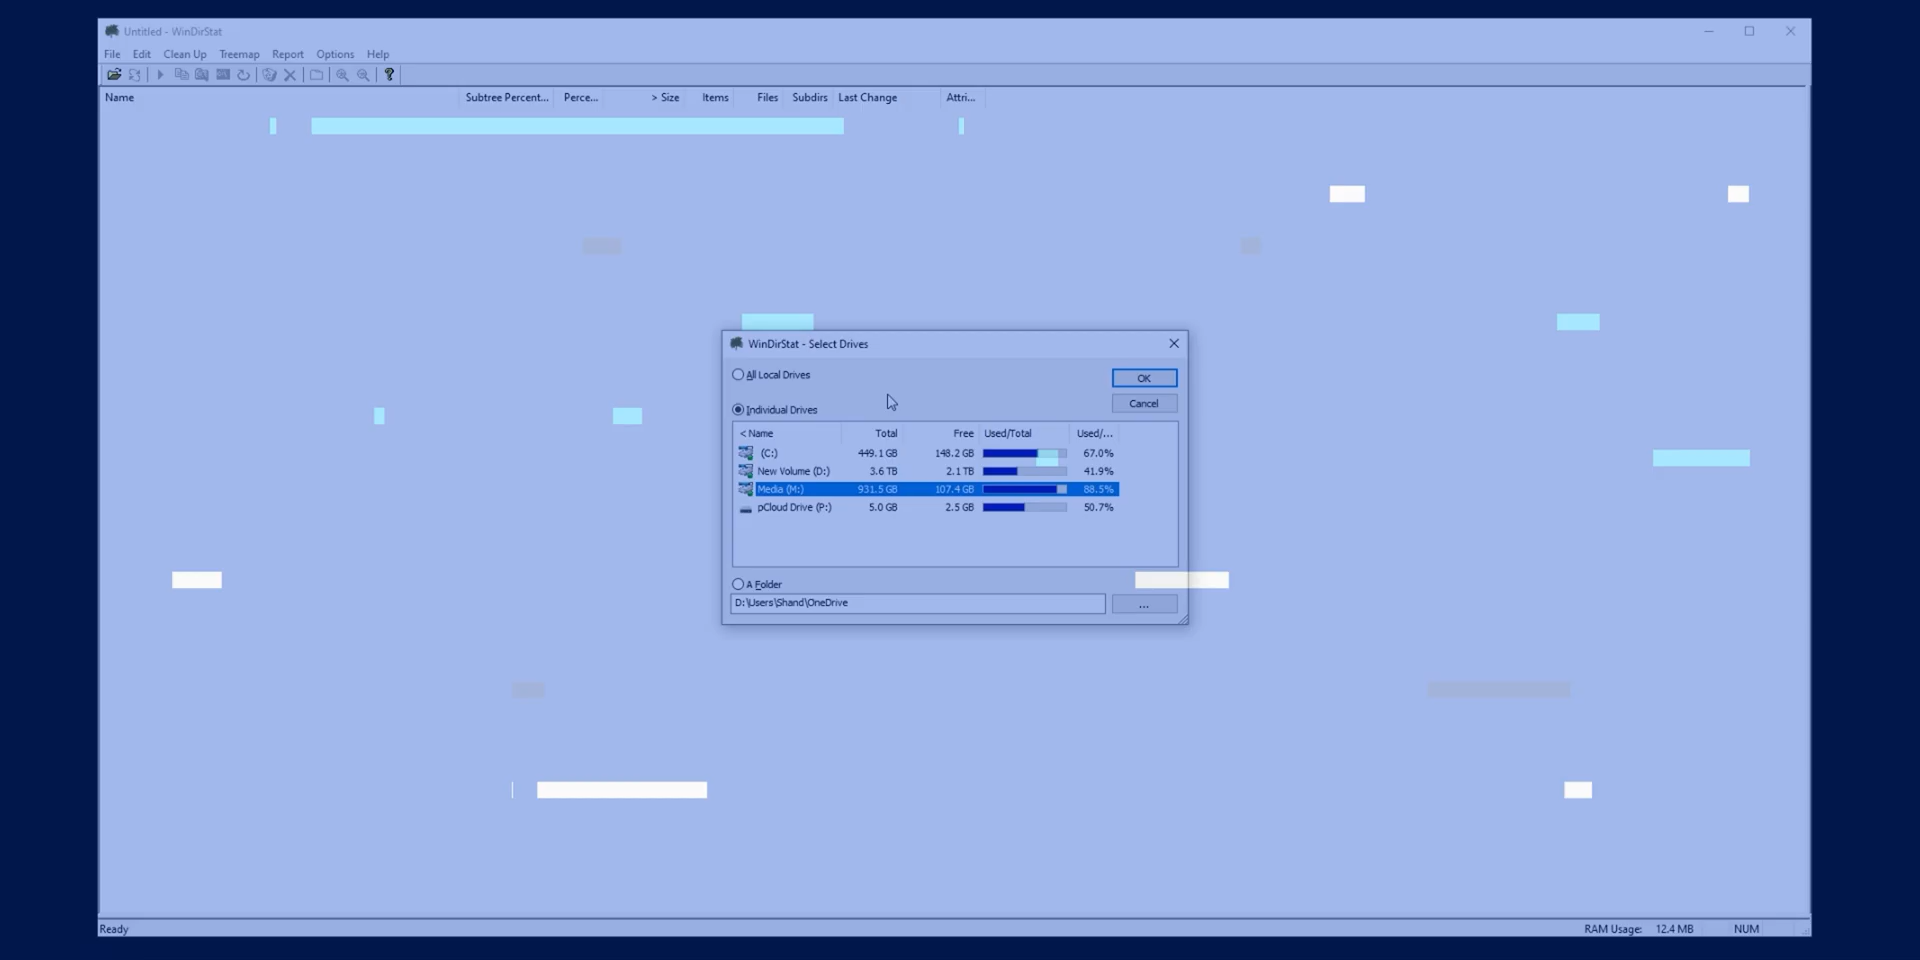 Untitled - WinDirStat
File Edit Clean Up Treemap Report Options Help
Name Subtree Percent... Perce... > Size Items Files Subdirs Last Change Attri...
WinDirStat - Select Drives
All Local Drives
OK
Cancel
Individual Drives
< Name Total Free Used/Total Used/...
(C:) 449.1 GB 148.2 GB 67.0%
New Volume (D:) 3.6 TB 2.1 TB 41.9%
Media (M:) 931.5 GB 107.4 GB 88.5%
pCloud Drive (P:) 5.0 GB 2.5 GB 50.7%
A Folder
D:\Users\Shand\OneDrive ...
Ready RAM Usage: 12.4 MB NUM